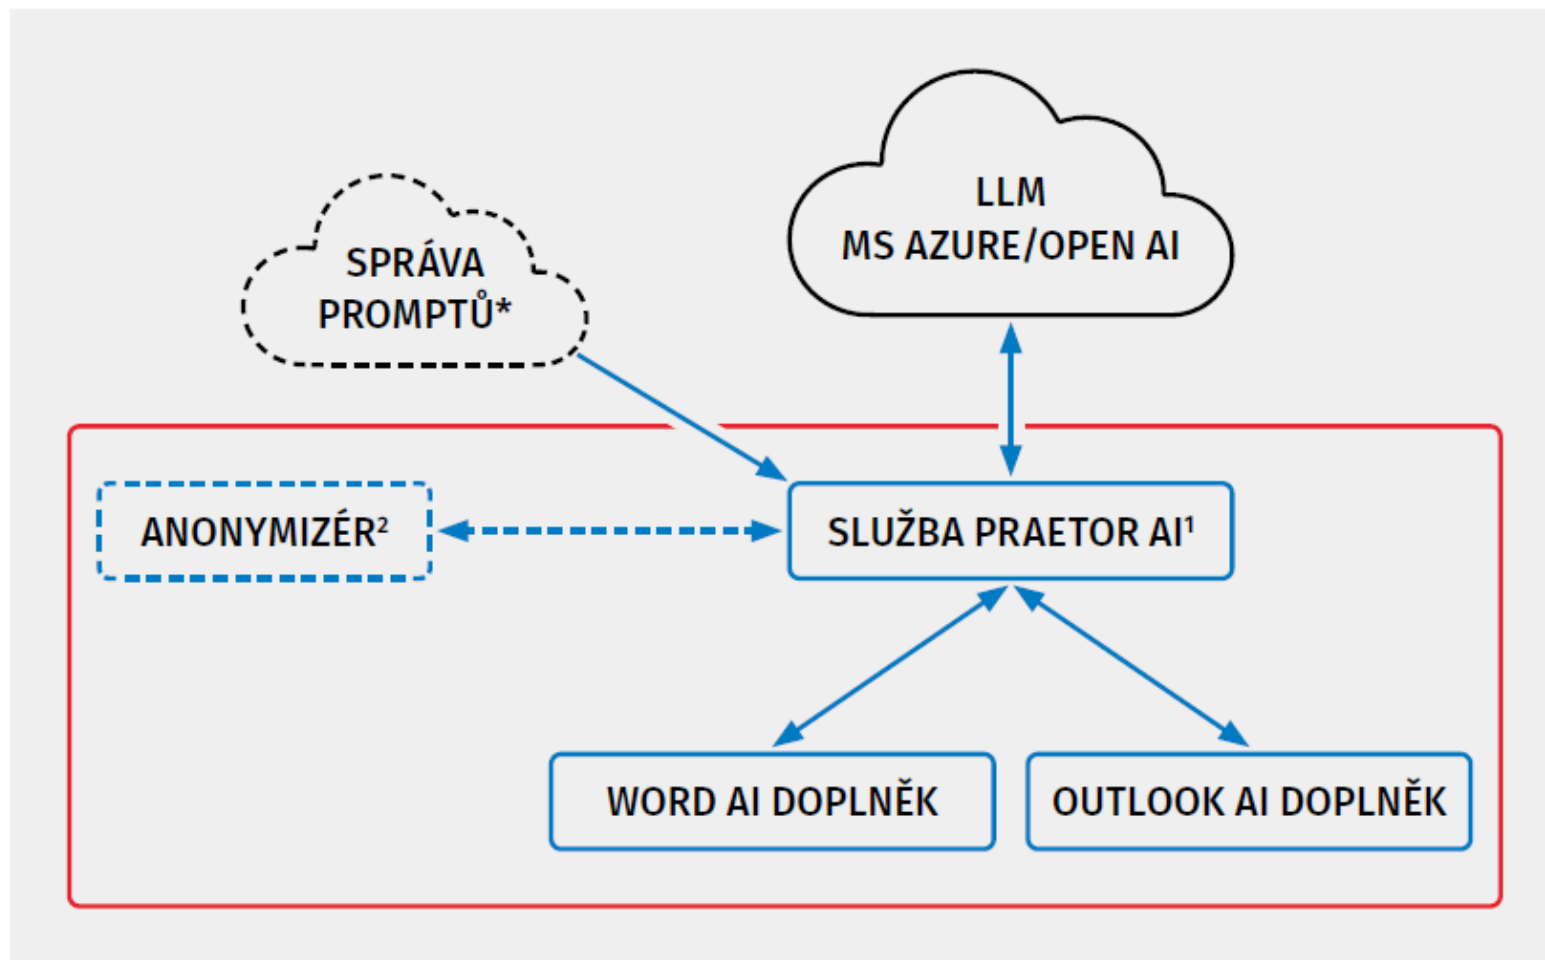 LLM
MS AZURE/OPEN AI
SPRÁVA
PROMPTŮ*
ANONYMIZÉR²
SLUŽBA PRAETOR AI¹
WORD AI DOPLNĚK
OUTLOOK AI DOPLNĚK